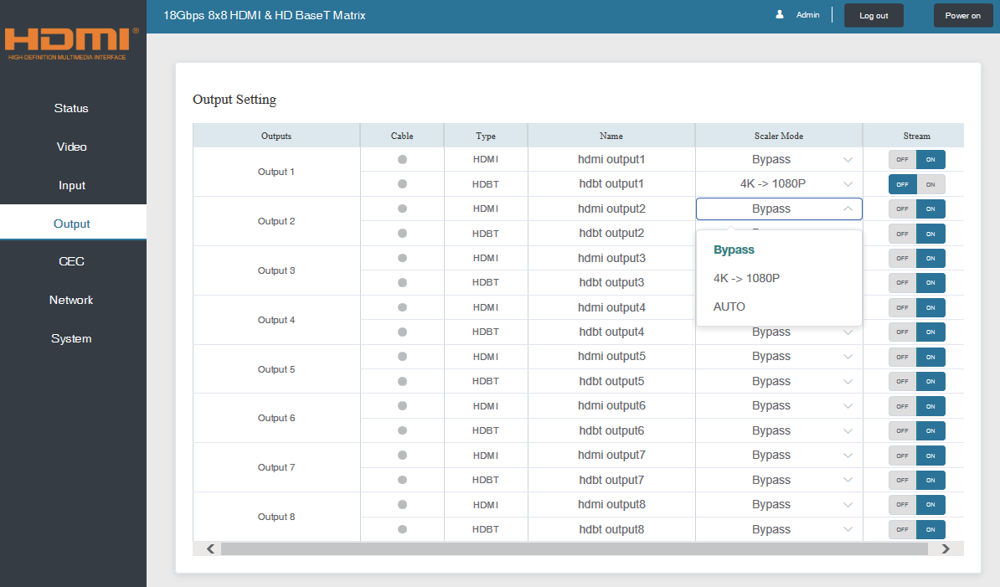 18Gbps 8x8 HDMI & HD BaseT Matrix
Admin
Log out
Power on
HDMI®
HIGH-DEFINITION MULTIMEDIA INTERFACE
Status
Video
Input
Output
CEC
Network
System
Output Setting
Outputs Cable Type Name Scaler Mode Stream
Output 1
HDMI hdmi output1 Bypass OFF ON
HDBT hdbt output1 4K -> 1080P OFF ON
Output 2
HDMI hdmi output2 Bypass OFF ON
HDBT hdbt output2 OFF ON
Bypass
4K -> 1080P
AUTO
Output 3
HDMI hdmi output3 OFF ON
HDBT hdbt output3 OFF ON
Output 4
HDMI hdmi output4 OFF ON
HDBT hdbt output4 Bypass OFF ON
Output 5
HDMI hdmi output5 Bypass OFF ON
HDBT hdbt output5 Bypass OFF ON
Output 6
HDMI hdmi output6 Bypass OFF ON
HDBT hdbt output6 Bypass OFF ON
Output 7
HDMI hdmi output7 Bypass OFF ON
HDBT hdbt output7 Bypass OFF ON
Output 8
HDMI hdmi output8 Bypass OFF ON
HDBT hdbt output8 Bypass OFF ON